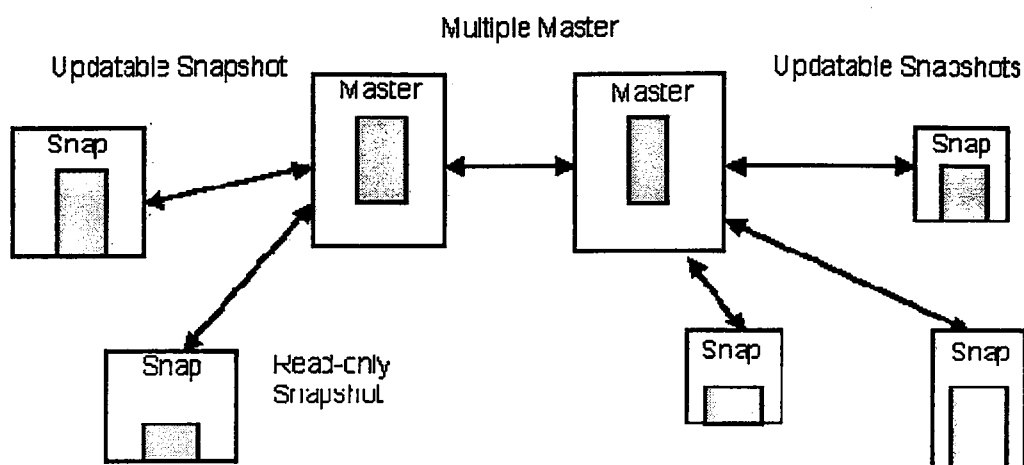 Multiple Master
Updatable Snapshot
Updatable Snapshots
Master
Master
Snap
Snap
Snap
Read-only
Snapshot
Snap
Snap